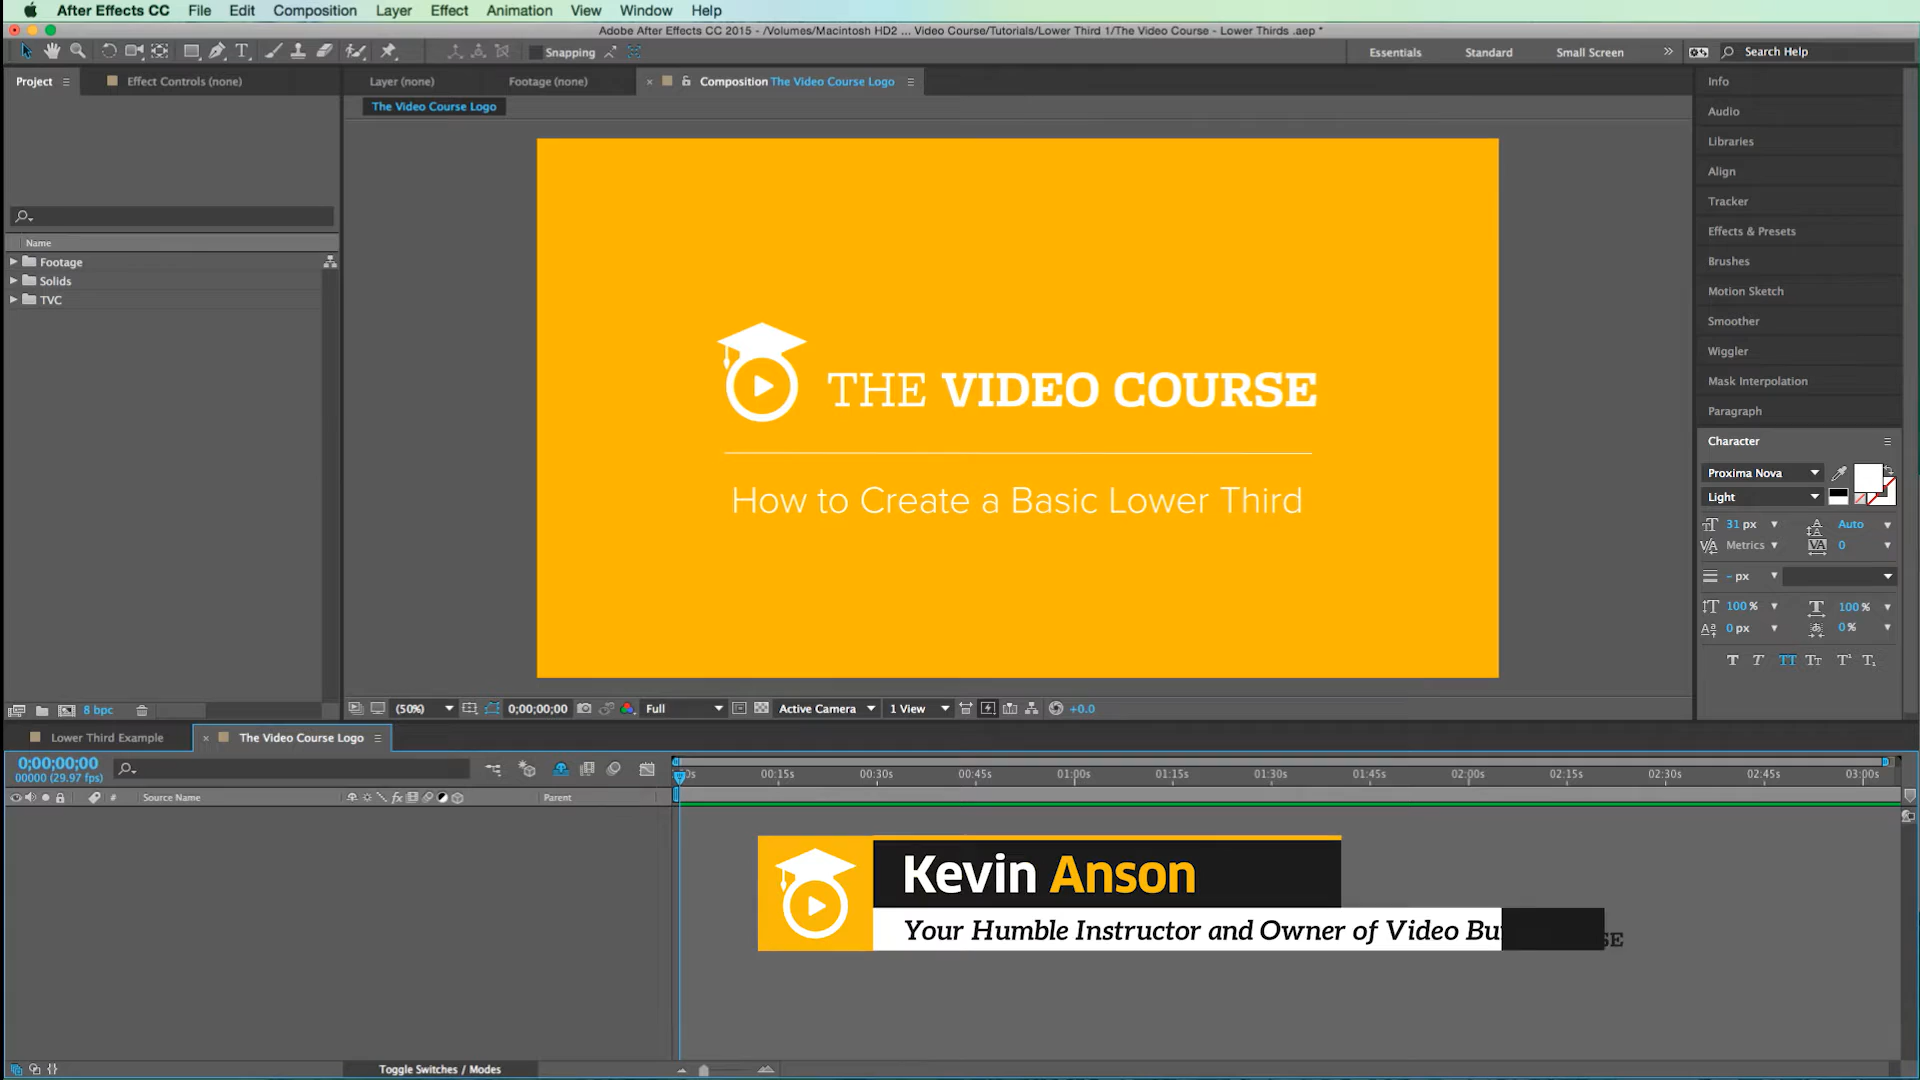 After Effects CC File Edit Composition Layer Effect Animation View Window Help
Adobe After Effects CC 2015 - /Volumes/Macintosh HD2 ... Video Course/Tutorials/Lower Third 1/The Video Course - Lower Thirds .aep *
Snapping Essentials Standard Small Screen » Search Help
Project Effect Controls (none) Layer (none) Footage (none) Composition The Video Course Logo
The Video Course Logo
Name
Footage
Solids
TVC
THE VIDEO COURSE
How to Create a Basic Lower Third
Info
Audio
Libraries
Align
Tracker
Effects & Presets
Brushes
Motion Sketch
Smoother
Wiggler
Mask Interpolation
Paragraph
Character
Proxima Nova
Light
31 px Auto
Metrics 0
- px
100 % 100 %
0 px 0 %
T T TT Tt T¹ T₁
8 bpc (50%) 0;00;00;00 Full Active Camera 1 View +0.0
Lower Third Example The Video Course Logo
0;00;00;00
00000 (29.97 fps)
00:15s 00:30s 00:45s 01:00s 01:15s 01:30s 01:45s 02:00s 02:15s 02:30s 02:45s 03:00s
# Source Name fx Parent
Kevin Anson
Your Humble Instructor and Owner of Video Bu
Toggle Switches / Modes